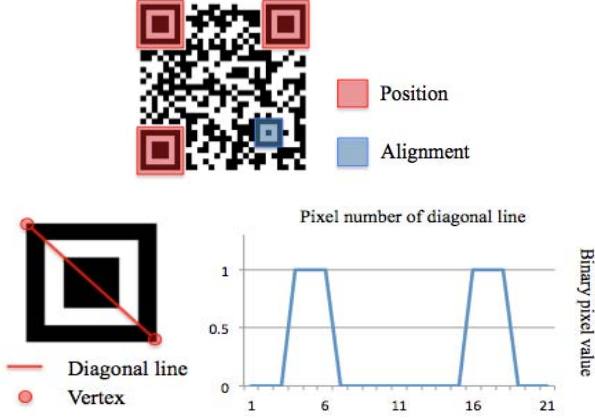 Position
Alignment
Pixel number of diagonal line
Binary pixel value
1
0.5
0
1 6 11 16 21
Diagonal line
Vertex